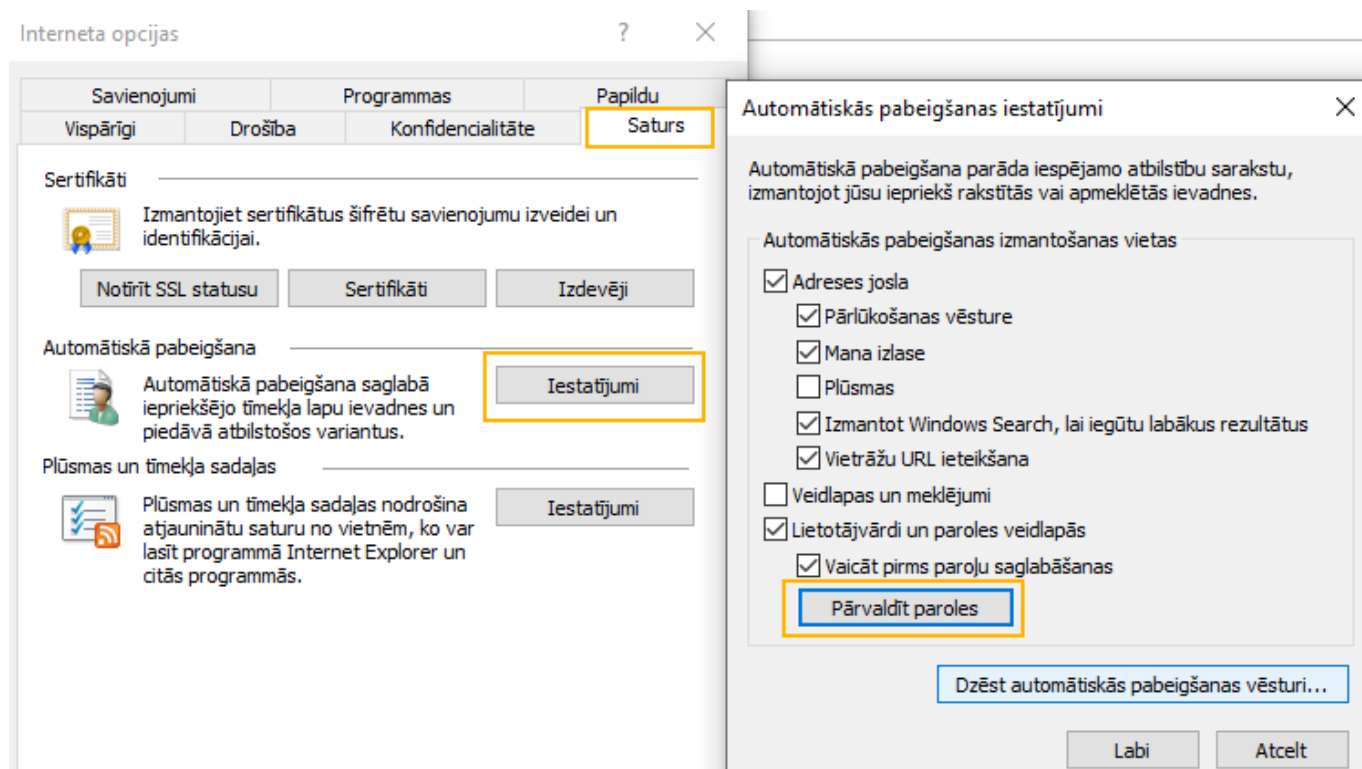 Interneta opcijas
?
Savienojumi Programmas Papildu
Vispārīgi Drošība Konfidencialitāte Saturs
Sertifikāti
Izmantojiet sertifikātus šifrētu savienojumu izveidei un
identifikācijai.
Notīrīt SSL statusu Sertifikāti Izdevēji
Automātiskā pabeigšana
Automātiskā pabeigšana saglabā
iepriekšējo tīmekļa lapu ievadnes un
piedāvā atbilstošos variantus.
Iestatījumi
Plūsmas un tīmekļa sadaļas
Plūsmas un tīmekļa sadaļas nodrošina
atjauninātu saturu no vietnēm, ko var
lasīt programmā Internet Explorer un
citās programmās.
Iestatījumi
Automātiskās pabeigšanas iestatījumi
Automātiskā pabeigšana parāda iespējamo atbilstību sarakstu,
izmantojot jūsu iepriekš rakstītās vai apmeklētās ievadnes.
Automātiskās pabeigšanas izmantošanas vietas
Adreses josla
Pārlūkošanas vēsture
Mana izlase
Plūsmas
Izmantot Windows Search, lai iegūtu labākus rezultātus
Vietrāžu URL ieteikšana
Veidlapas un meklējumi
Lietotājvārdi un paroles veidlapās
Vaicāt pirms paroļu saglabāšanas
Pārvaldīt paroles
Dzēst automātiskās pabeigšanas vēsturi...
Labi Atcelt